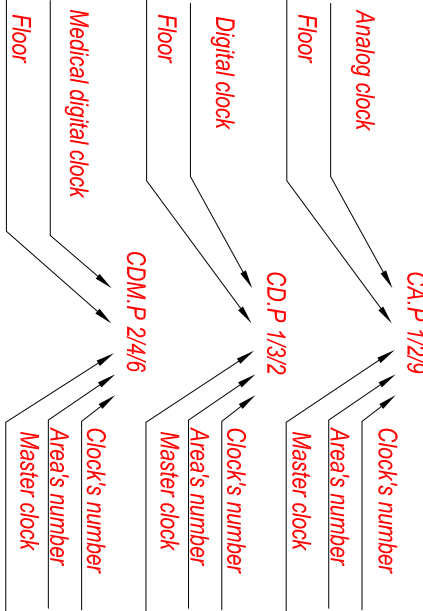 CA.P 1/2/9
Analog clock
Floor
Clock's number
Area's number
Master clock
CD.P 1/3/2
Digital clock
Floor
Clock's number
Area's number
Master clock
CDM.P 2/4/6
Medical digital clock
Floor
Clock's number
Area's number
Master clock